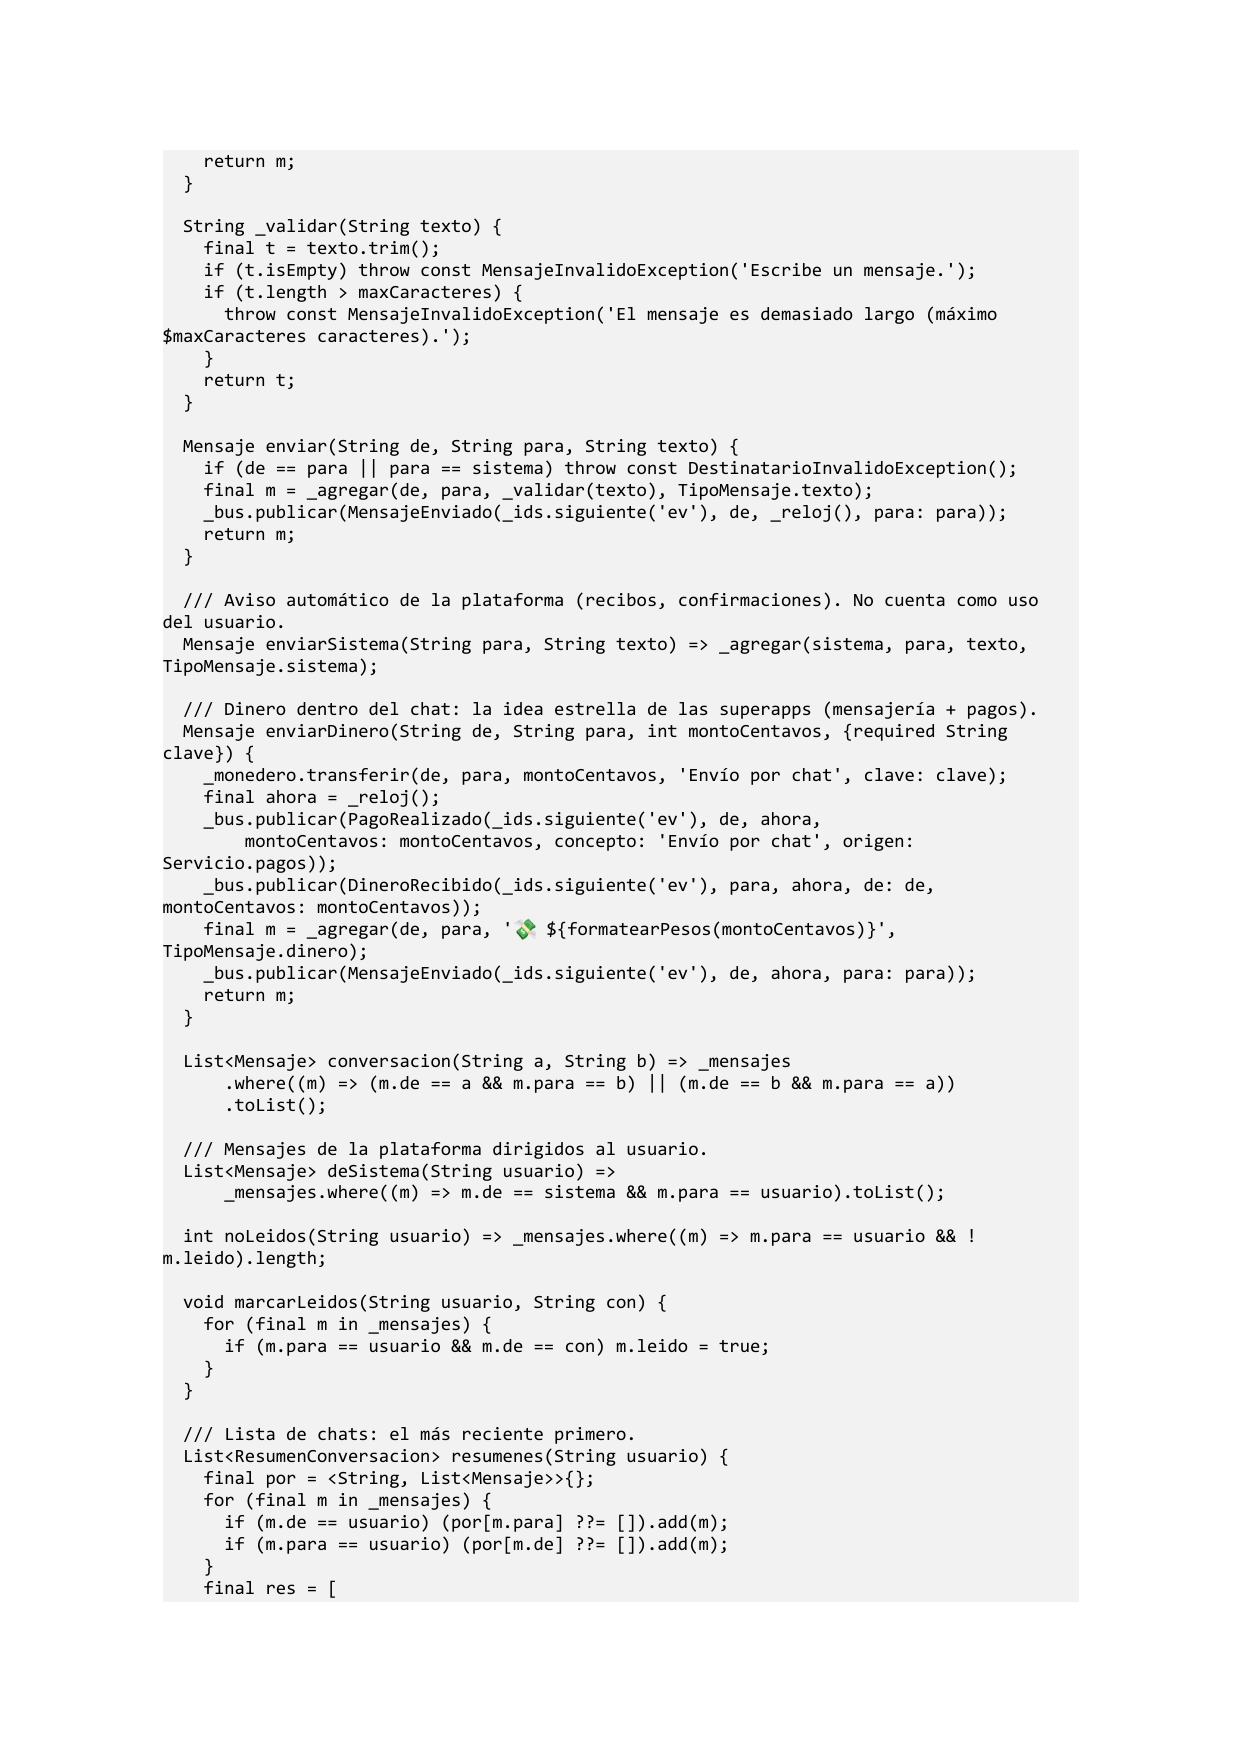 return m;
  }

  String _validar(String texto) {
    final t = texto.trim();
    if (t.isEmpty) throw const MensajeInvalidoException('Escribe un mensaje.');
    if (t.length > maxCaracteres) {
      throw const MensajeInvalidoException('El mensaje es demasiado largo (máximo
$maxCaracteres caracteres).');
    }
    return t;
  }

  Mensaje enviar(String de, String para, String texto) {
    if (de == para || para == sistema) throw const DestinatarioInvalidoException();
    final m = _agregar(de, para, _validar(texto), TipoMensaje.texto);
    _bus.publicar(MensajeEnviado(_ids.siguiente('ev'), de, _reloj(), para: para));
    return m;
  }

  /// Aviso automático de la plataforma (recibos, confirmaciones). No cuenta como uso
del usuario.
  Mensaje enviarSistema(String para, String texto) => _agregar(sistema, para, texto,
TipoMensaje.sistema);

  /// Dinero dentro del chat: la idea estrella de las superapps (mensajería + pagos).
  Mensaje enviarDinero(String de, String para, int montoCentavos, {required String
clave}) {
    _monedero.transferir(de, para, montoCentavos, 'Envío por chat', clave: clave);
    final ahora = _reloj();
    _bus.publicar(PagoRealizado(_ids.siguiente('ev'), de, ahora,
        montoCentavos: montoCentavos, concepto: 'Envío por chat', origen:
Servicio.pagos));
    _bus.publicar(DineroRecibido(_ids.siguiente('ev'), para, ahora, de: de,
montoCentavos: montoCentavos));
    final m = _agregar(de, para, '💸 ${formatearPesos(montoCentavos)}',
TipoMensaje.dinero);
    _bus.publicar(MensajeEnviado(_ids.siguiente('ev'), de, ahora, para: para));
    return m;
  }

  List<Mensaje> conversacion(String a, String b) => _mensajes
      .where((m) => (m.de == a && m.para == b) || (m.de == b && m.para == a))
      .toList();

  /// Mensajes de la plataforma dirigidos al usuario.
  List<Mensaje> deSistema(String usuario) =>
      _mensajes.where((m) => m.de == sistema && m.para == usuario).toList();

  int noLeidos(String usuario) => _mensajes.where((m) => m.para == usuario && !
m.leido).length;

  void marcarLeidos(String usuario, String con) {
    for (final m in _mensajes) {
      if (m.para == usuario && m.de == con) m.leido = true;
    }
  }

  /// Lista de chats: el más reciente primero.
  List<ResumenConversacion> resumenes(String usuario) {
    final por = <String, List<Mensaje>>{};
    for (final m in _mensajes) {
      if (m.de == usuario) (por[m.para] ??= []).add(m);
      if (m.para == usuario) (por[m.de] ??= []).add(m);
    }
    final res = [